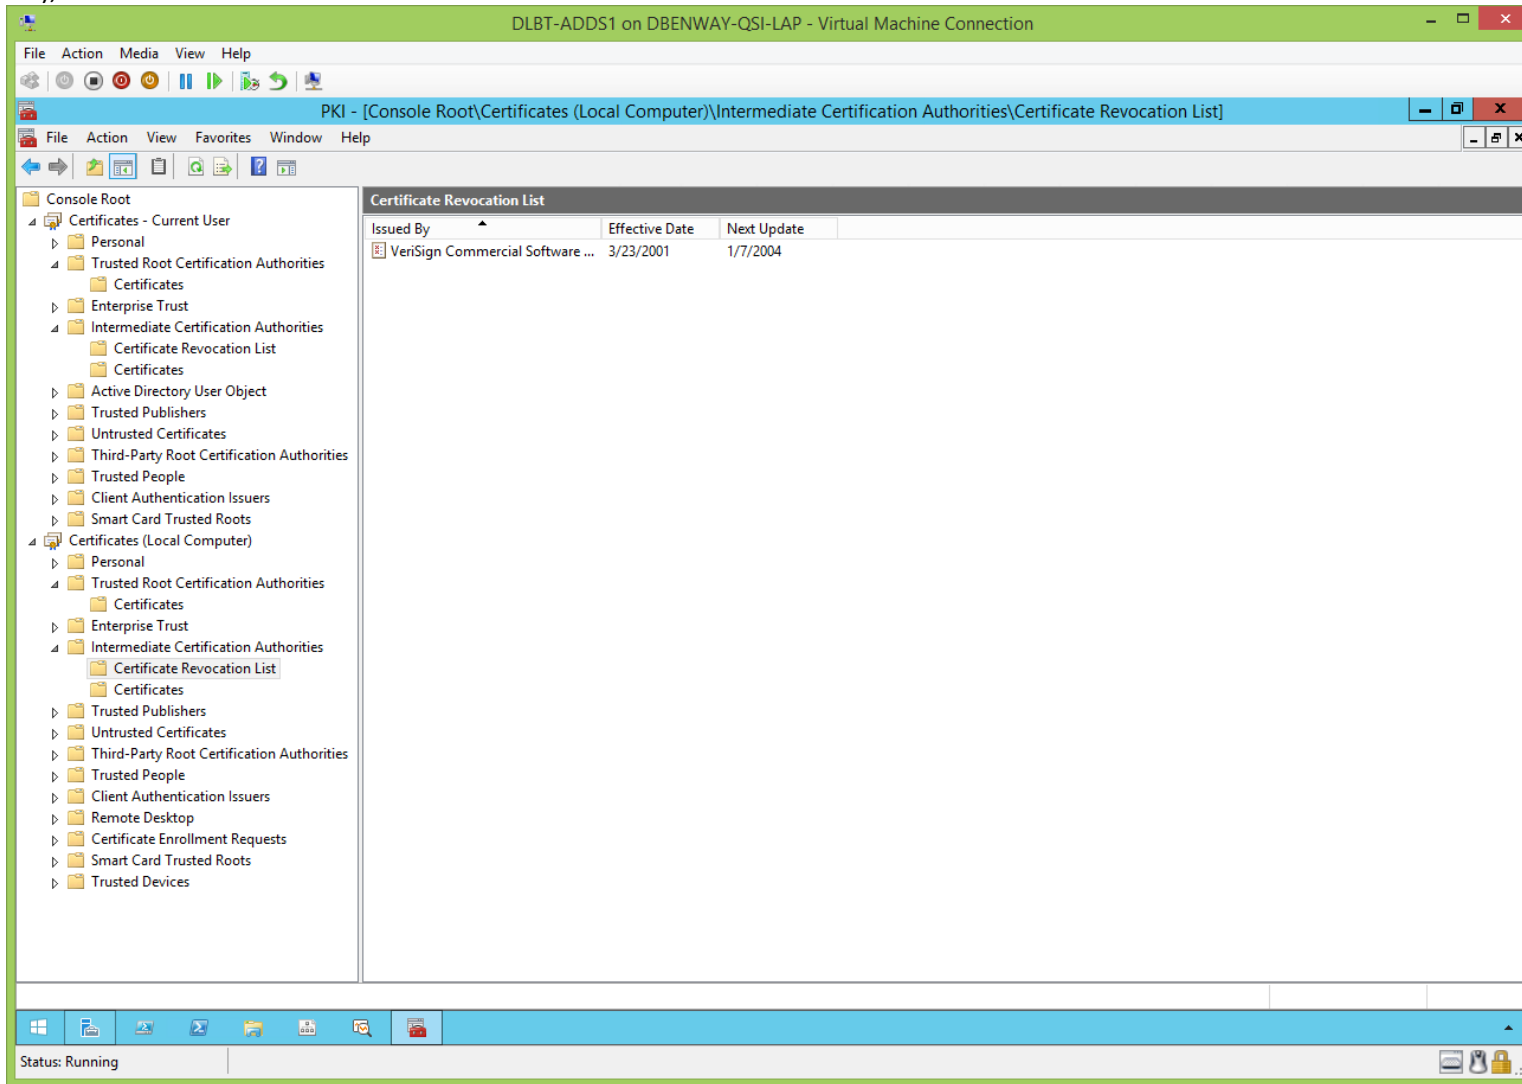 DLBT-ADDS1 on DBENWAY-QSI-LAP - Virtual Machine Connection
File Action Media View Help
PKI - [Console Root\Certificates (Local Computer)\Intermediate Certification Authorities\Certificate Revocation List]
File Action View Favorites Window Help
Console Root
Certificates - Current User
Personal
Trusted Root Certification Authorities
Certificates
Enterprise Trust
Intermediate Certification Authorities
Certificate Revocation List
Certificates
Active Directory User Object
Trusted Publishers
Untrusted Certificates
Third-Party Root Certification Authorities
Trusted People
Client Authentication Issuers
Smart Card Trusted Roots
Certificates (Local Computer)
Personal
Trusted Root Certification Authorities
Certificates
Enterprise Trust
Intermediate Certification Authorities
Certificate Revocation List
Certificates
Trusted Publishers
Untrusted Certificates
Third-Party Root Certification Authorities
Trusted People
Client Authentication Issuers
Remote Desktop
Certificate Enrollment Requests
Smart Card Trusted Roots
Trusted Devices
Certificate Revocation List
Issued By Effective Date Next Update
VeriSign Commercial Software ... 3/23/2001 1/7/2004
Status: Running